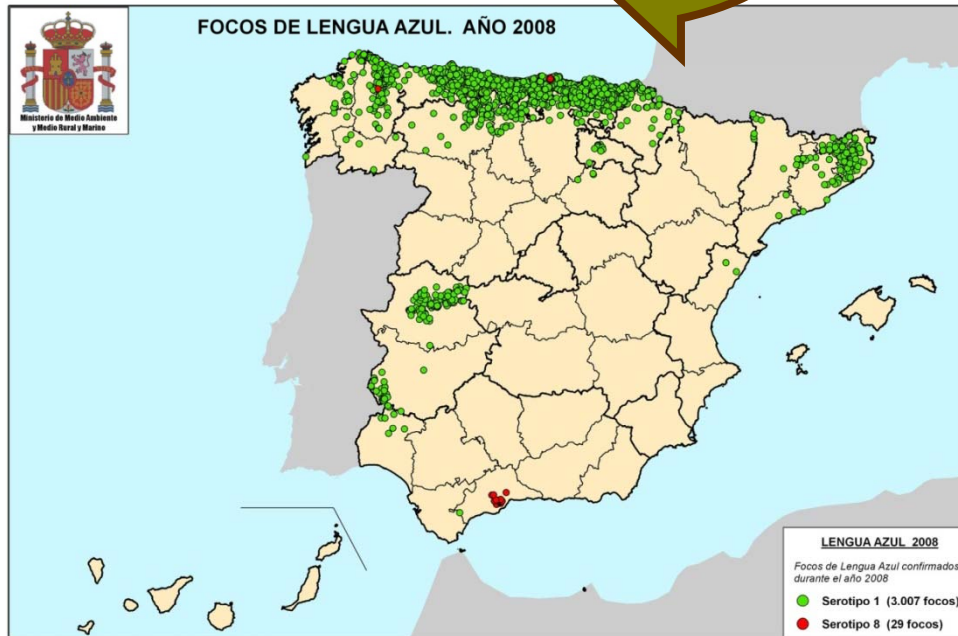 FOCOS DE LENGUA AZUL. AÑO 2008
Ministerio de Medio Ambiente
y Medio Rural y Marino
LENGUA AZUL 2008
Focos de Lengua Azul confirmados
durante el año 2008
Serotipo 1 (3.007 focos)
Serotipo 8 (29 focos)